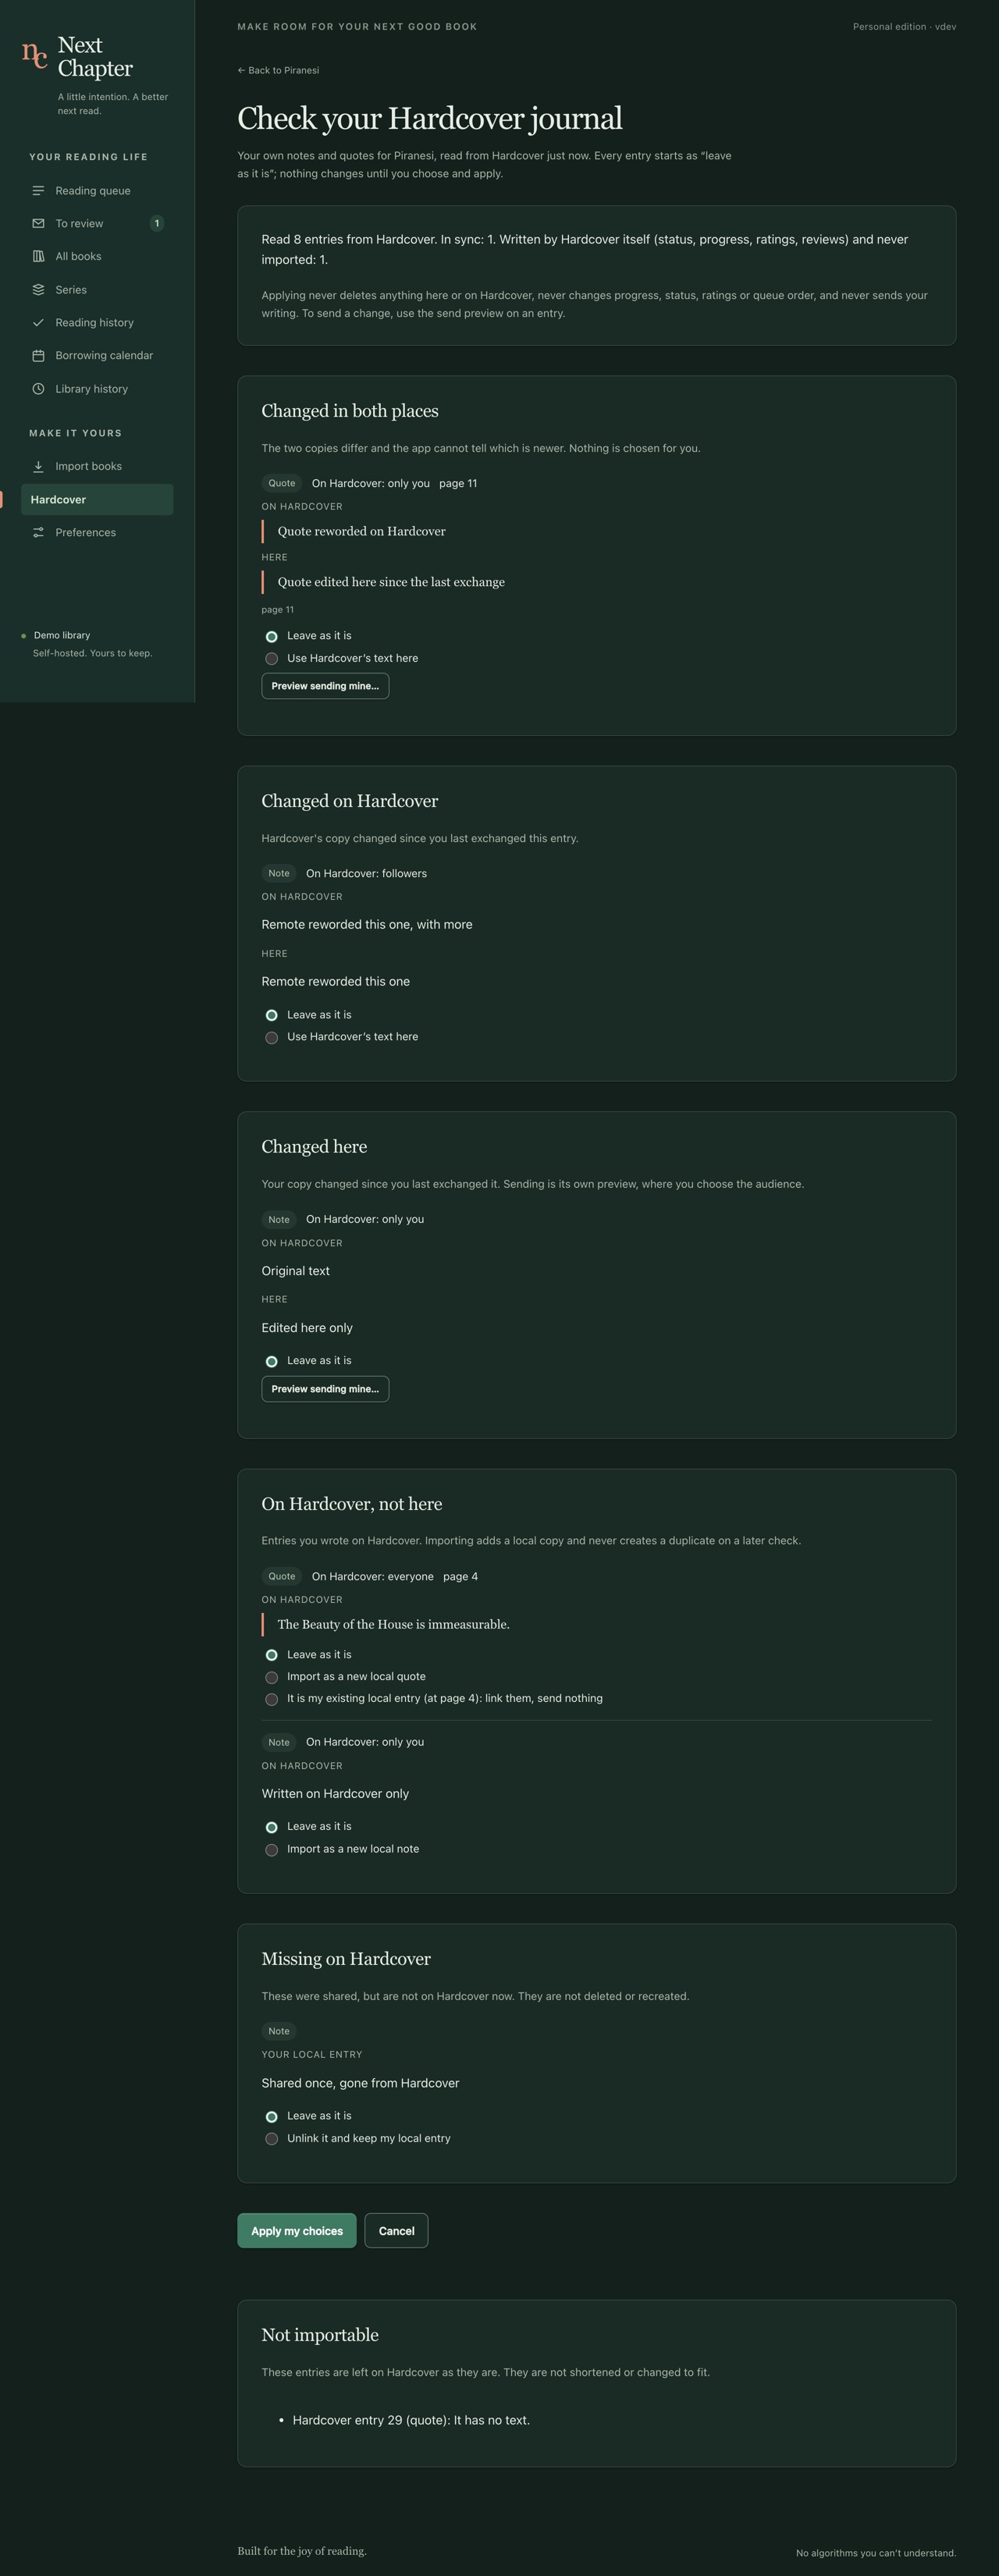 nc
Next
Chapter
A little intention. A better
next read.
YOUR READING LIFE
Reading queue
To review
1
All books
Series
Reading history
Borrowing calendar
Library history
MAKE IT YOURS
Import books
Hardcover
Preferences
Demo library
Self-hosted. Yours to keep.
MAKE ROOM FOR YOUR NEXT GOOD BOOK
Personal edition · vdev
← Back to Piranesi
Check your Hardcover journal
Your own notes and quotes for Piranesi, read from Hardcover just now. Every entry starts as “leave
as it is”; nothing changes until you choose and apply.
Read 8 entries from Hardcover. In sync: 1. Written by Hardcover itself (status, progress, ratings, reviews) and never
imported: 1.
Applying never deletes anything here or on Hardcover, never changes progress, status, ratings or queue order, and never sends your
writing. To send a change, use the send preview on an entry.
Changed in both places
The two copies differ and the app cannot tell which is newer. Nothing is chosen for you.
Quote On Hardcover: only you page 11
ON HARDCOVER
Quote reworded on Hardcover
HERE
Quote edited here since the last exchange
page 11
Leave as it is
Use Hardcover’s text here
Preview sending mine…
Changed on Hardcover
Hardcover's copy changed since you last exchanged this entry.
Note On Hardcover: followers
ON HARDCOVER
Remote reworded this one, with more
HERE
Remote reworded this one
Leave as it is
Use Hardcover’s text here
Changed here
Your copy changed since you last exchanged it. Sending is its own preview, where you choose the audience.
Note On Hardcover: only you
ON HARDCOVER
Original text
HERE
Edited here only
Leave as it is
Preview sending mine…
On Hardcover, not here
Entries you wrote on Hardcover. Importing adds a local copy and never creates a duplicate on a later check.
Quote On Hardcover: everyone page 4
ON HARDCOVER
The Beauty of the House is immeasurable.
Leave as it is
Import as a new local quote
It is my existing local entry (at page 4): link them, send nothing
Note On Hardcover: only you
ON HARDCOVER
Written on Hardcover only
Leave as it is
Import as a new local note
Missing on Hardcover
These were shared, but are not on Hardcover now. They are not deleted or recreated.
Note
YOUR LOCAL ENTRY
Shared once, gone from Hardcover
Leave as it is
Unlink it and keep my local entry
Apply my choices
Cancel
Not importable
These entries are left on Hardcover as they are. They are not shortened or changed to fit.
• Hardcover entry 29 (quote): It has no text.
Built for the joy of reading.
No algorithms you can’t understand.